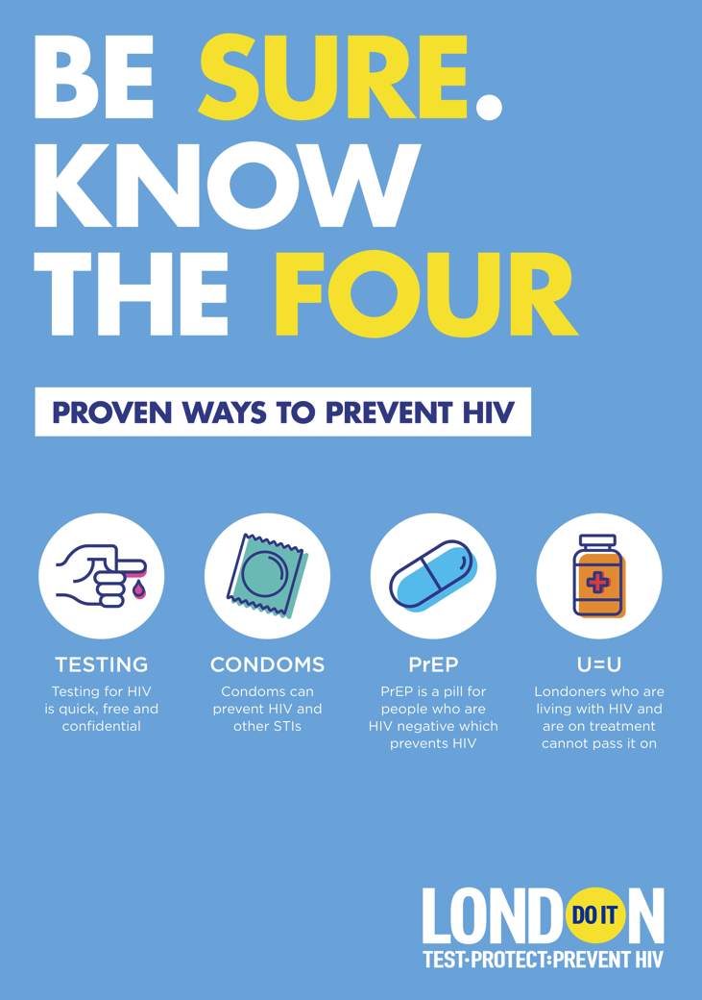 BE SURE.
KNOW
THE FOUR
PROVEN WAYS TO PREVENT HIV
TESTING
Testing for HIV
is quick, free and
confidential
CONDOMS
Condoms can
prevent HIV and
other STIs
PrEP
PrEP is a pill for
people who are
HIV negative which
prevents HIV
U=U
Londoners who are
living with HIV and
are on treatment
cannot pass it on
LONDON
DO IT
TEST·PROTECT:PREVENT HIV